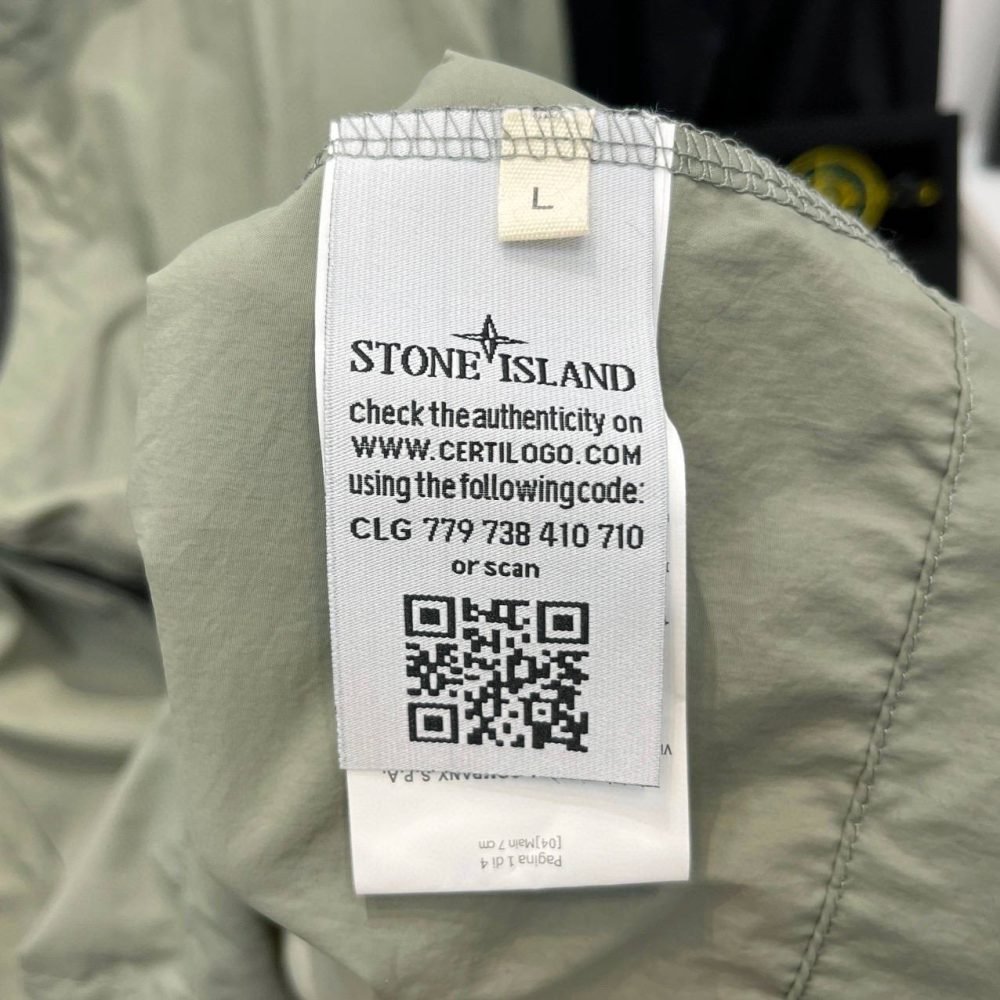 L
STONE ISLAND
Check the authenticity on
WWW.CERTILOGO.COM
using the following code:
CLG 779 738 410 710
or scan
COMPANY S.P.A.
[04]Main 7 cm
Pagina 1 di 4